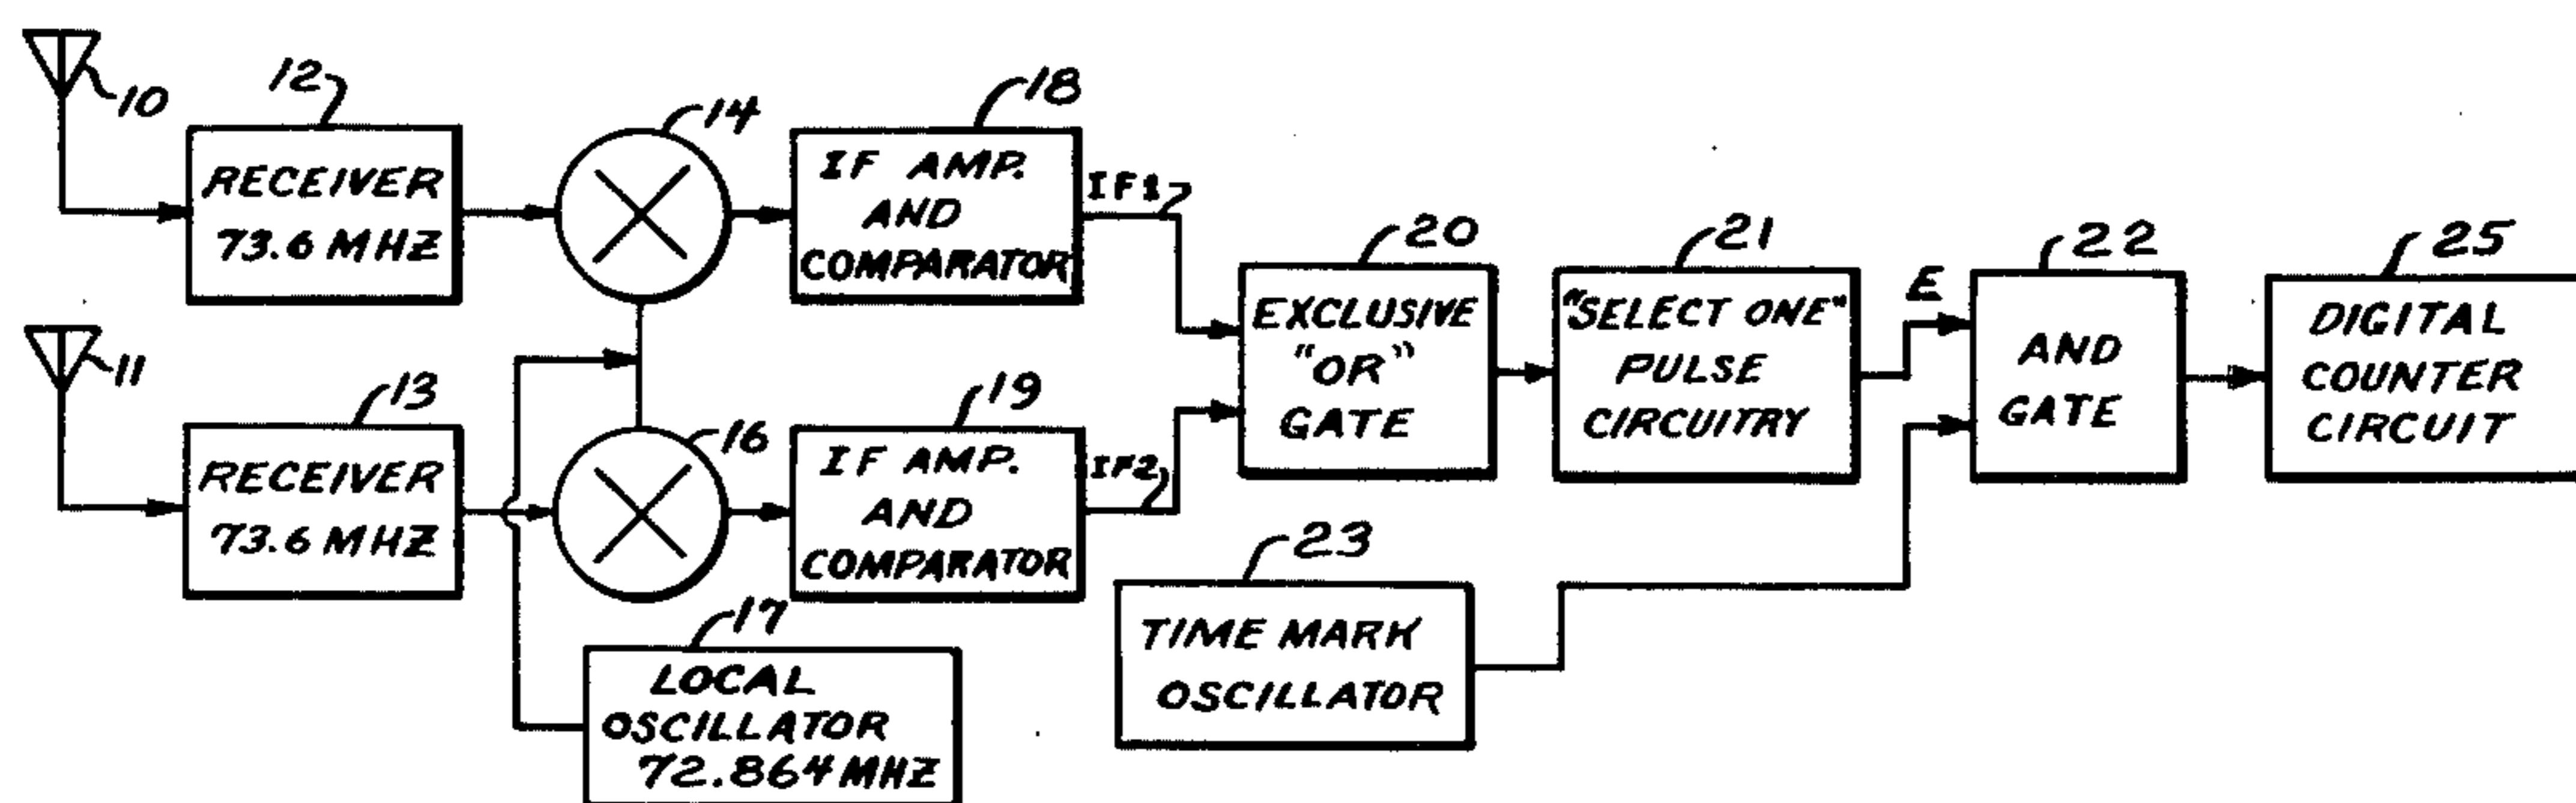 10
12
RECEIVER
73.6 MHZ
14
18
IF AMP.
AND
COMPARATOR
IF1
11
13
RECEIVER
73.6 MHZ
16
19
IF AMP.
AND
COMPARATOR
IF2
17
LOCAL
OSCILLATOR
72.864 MHZ
20
EXCLUSIVE
"OR"
GATE
21
"SELECT ONE"
PULSE
CIRCUITRY
E
22
AND
GATE
23
TIME MARK
OSCILLATOR
25
DIGITAL
COUNTER
CIRCUIT